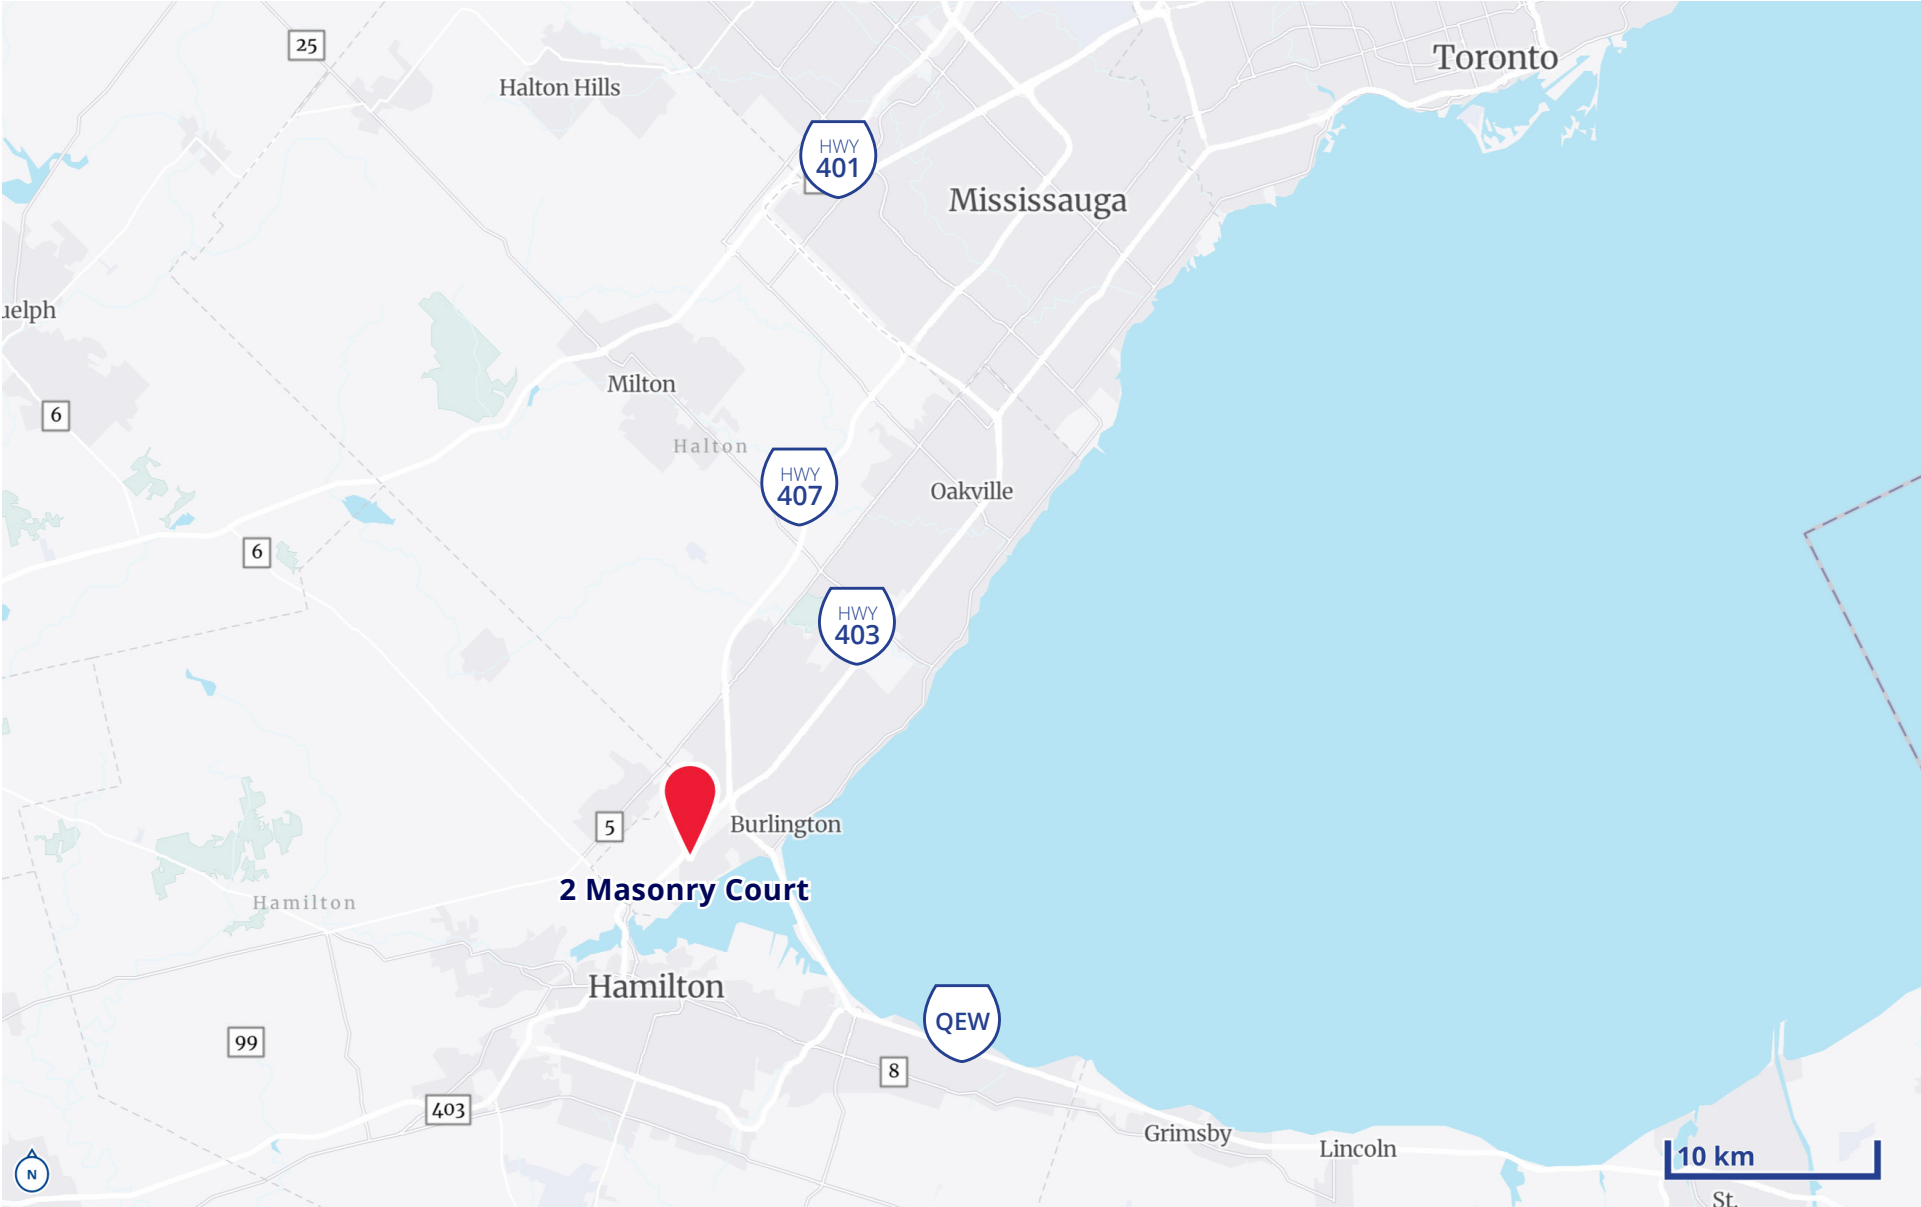 25
Toronto
Halton Hills
HWY
401
Mississauga
uelph
Milton
6
Halton
HWY
407
Oakville
6
HWY
403
5
Burlington
2 Masonry Court
Hamilton
Hamilton
QEW
99
8
403
Grimsby
Lincoln
10 km
N
St.